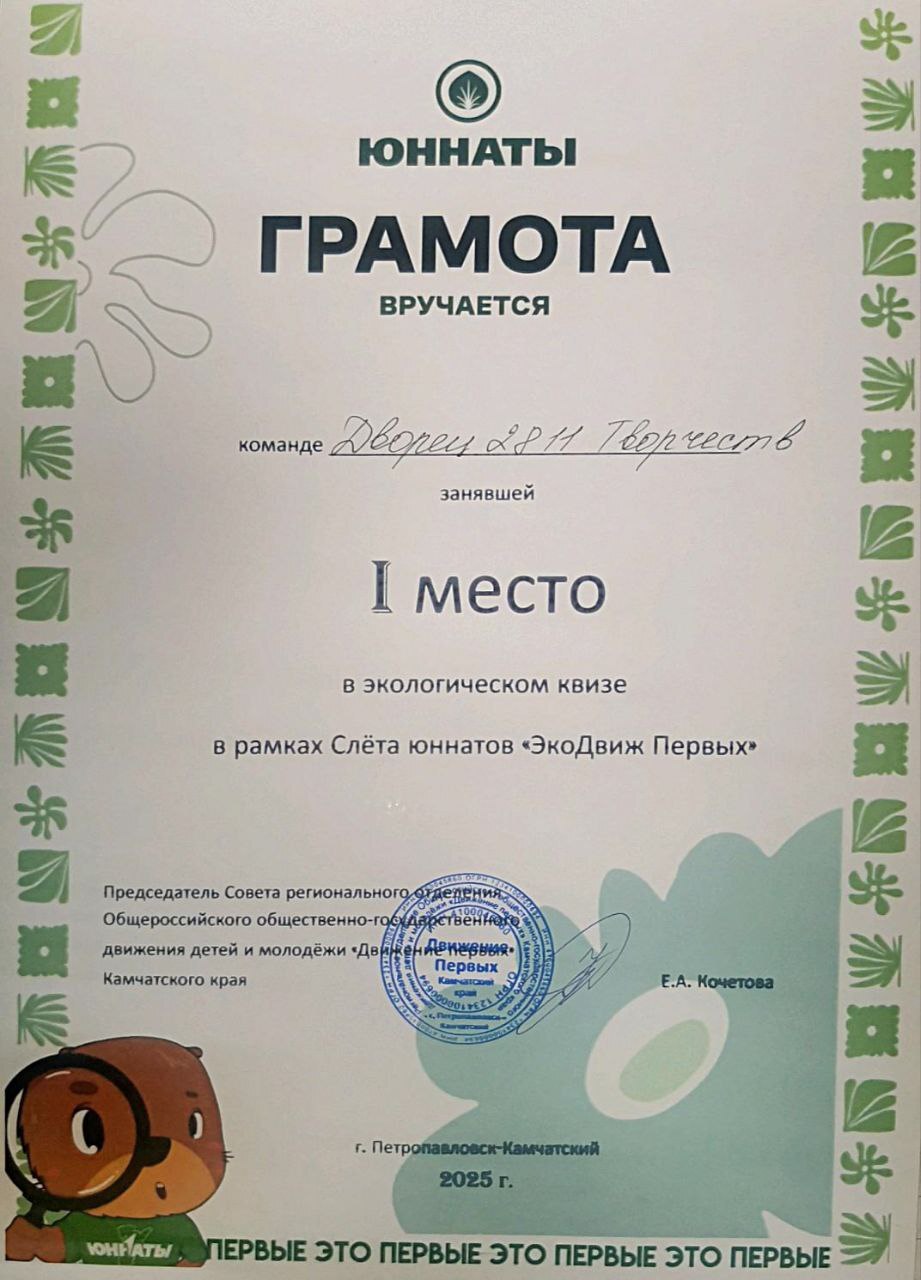 ЮННАТЫ
ГРАМОТА
ВРУЧАЕТСЯ
команде Дворец 2811 Творчеств
занявшей
I место
в экологическом квизе
в рамках Слёта юннатов «ЭкоДвиж Первых»
Председатель Совета регионального отделения
Общероссийского общественно-государственного
движения детей и молодёжи «Движение первых»
Камчатского края
Движение
Первых
Камчатский
край
г. Петропавловск-
Камчатский
Е.А. Кочетова
г. Петропавловск-Камчатский
2025 г.
ЮННАТЫ
ПЕРВЫЕ ЭТО ПЕРВЫЕ ЭТО ПЕРВЫЕ ЭТО ПЕРВЫЕ